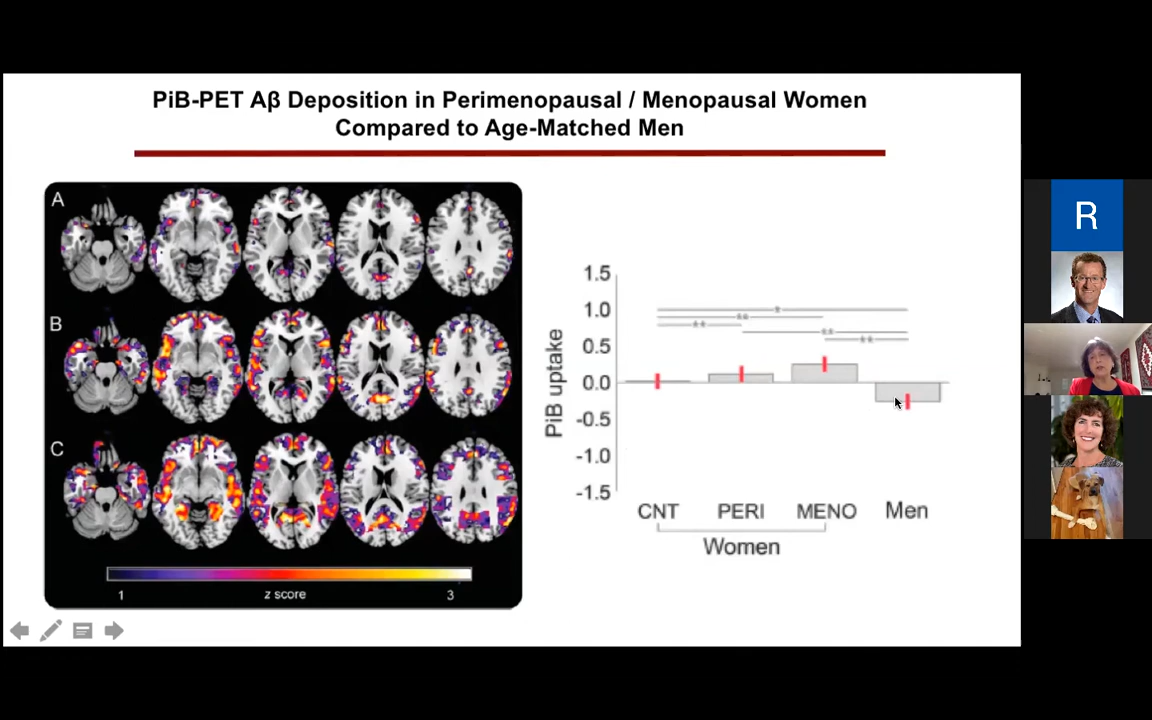 PiB-PET Aβ Deposition in Perimenopausal / Menopausal Women
Compared to Age-Matched Men
A
B
C
1
z score
3
PiB uptake
1.5
1.0
0.5
0.0
-0.5
-1.0
-1.5
*
**
**
**
**
CNT
PERI
MENO
Men
Women
R